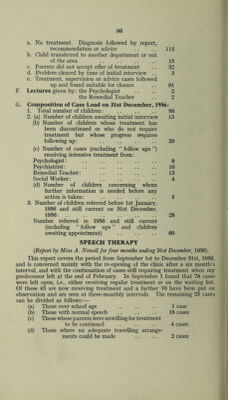 86
a. No treatment. Diagnosis followed by report,
recommendation or advice .. .. 115
b. Child transferred to another department or out
of the area .. .. .. .. 15
c. Parents did not accept offer of treatment .. 32
d. Problem cleared by time of initial interview .. 3
e. Treatment, supervision or advice cases followed
up and found suitable for closure .. .. 81
F. Lectures given by: the Psychologist .. .. 2
the Remedial Teacher .. 2
G. Composition of Case Load on 31st December, 1956:
1. Total number of children: .. .. .. 88
2. (a) Number of children awaiting initial interview 13
(b) Number of children whose treatment has
been discontinued or who do not require
treatment but whose progress requires
following up: .. .. .. .. 29
(c) Number of cases (excluding "follow ups")
receiving intensive treatment from:
Psychologist: .. .. .. .. 8
Psychiatrist: .. .. .. .. 16
Remedial Teacher: .. .. .. 13
Social Worker: .. .. .. .. 4
(d) Number of children concerning whom
further information is needed before any
action is taken: .. .. .. .. 5
3. Number of children referred before 1st January,
1956 and still current on 31st December,
1956: .. .. .. .. .. 28
Number referred in 1956 and still current
(including "follow ups" and children
awaiting appointment) .. .. .. 60
SPEECH THERAPY
(Report by Miss A. Newall for four months ending 31st December, 1956).
This report covers the period from September 1st to December 31st, 1956,
and is concerned mainly with the re-opening of the clinic after a six month's
interval, and with the continuation of cases still requiring treatment when my
predecessor left at the end of February. In September I found that 78 cases
were left open, i.e., either receiving regular treatment or on the waiting list.
Of these 43 are now receiving treatment and a further 10 have been put on
observation and are seen at three-monthly intervals. The remaining 25 cases
can be divided as follows:—
(a) Those over school age .. .. .. 1 case
(b) Those with normal speech .. .. .. 18 cases
(c) Those whose parents were unwilling for treatment
to be continued .. .. .. 4 cases
(d) Those where an adequate travelling arrange-
ments could be made .. .. .. 2 cases